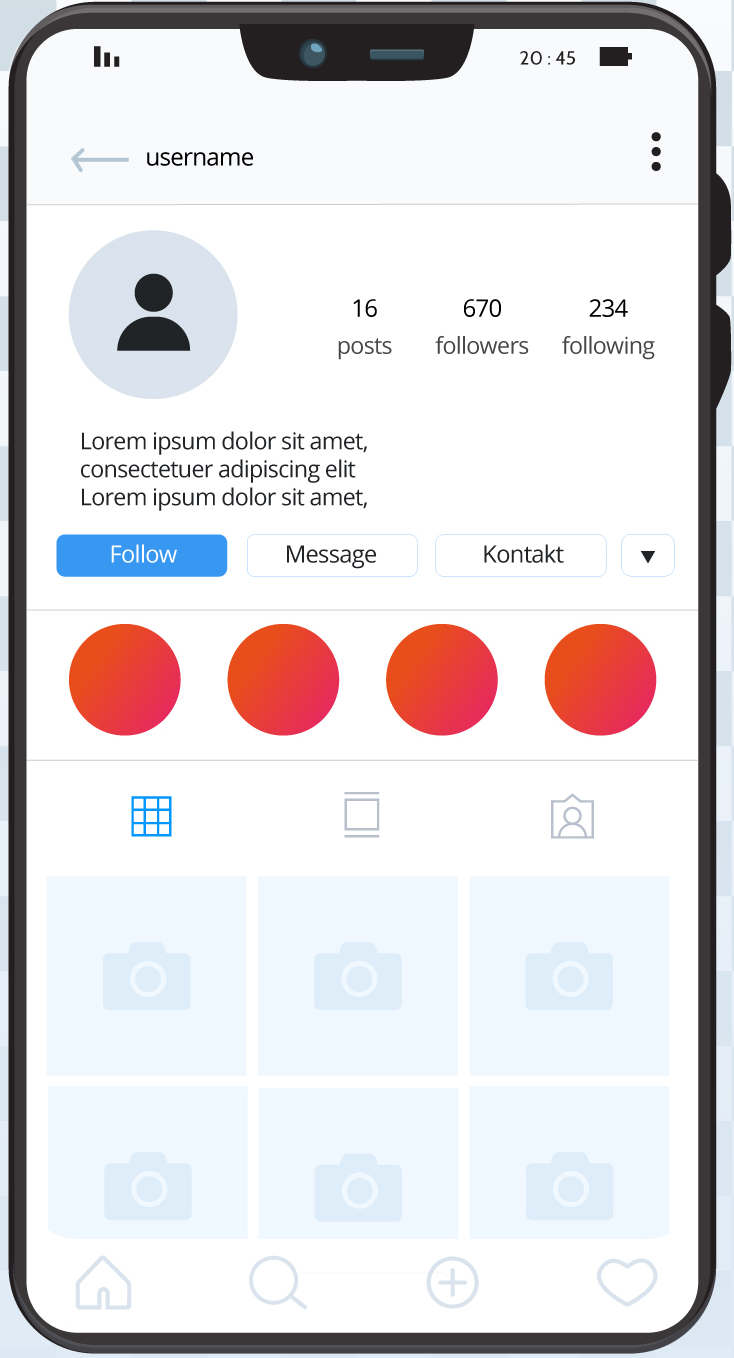 20 : 45
username
16 670 234
posts followers following
Lorem ipsum dolor sit amet,
consectetuer adipiscing elit
Lorem ipsum dolor sit amet,
Follow Message Kontakt